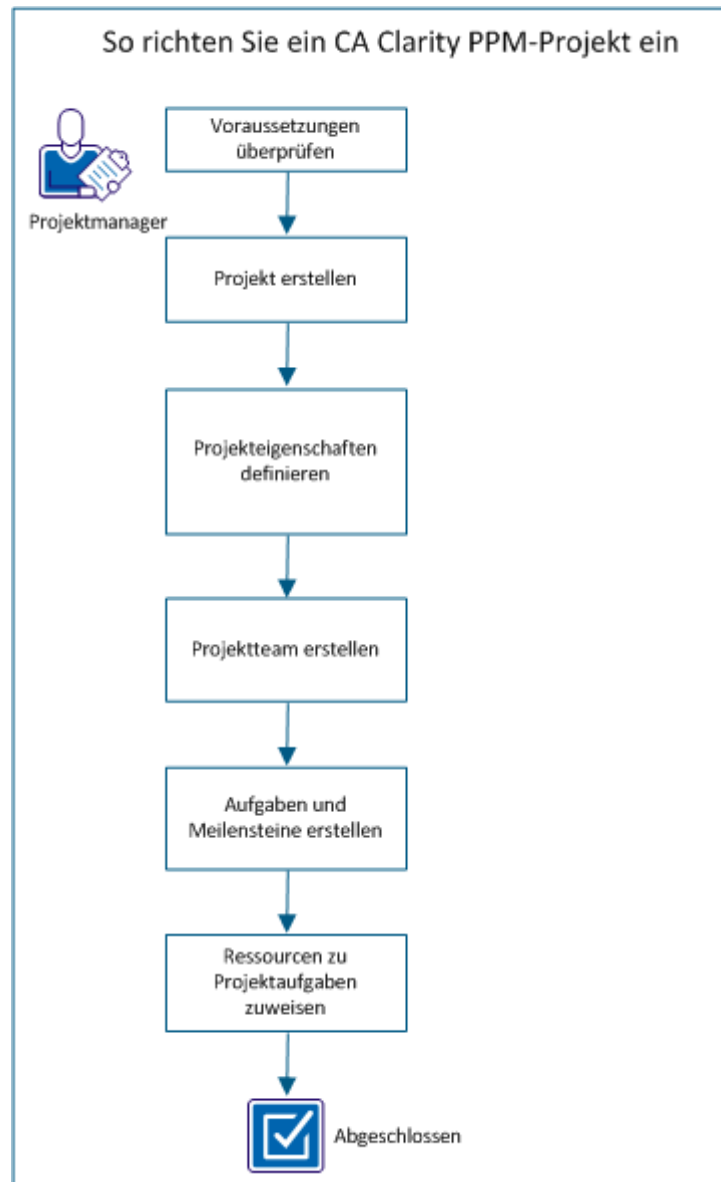 So richten Sie ein CA Clarity PPM-Projekt ein
Projektmanager
Voraussetzungen
überprüfen
Projekt erstellen
Projekteigenschaften
definieren
Projektteam erstellen
Aufgaben und
Meilensteine erstellen
Ressourcen zu
Projektaufgaben
zuweisen
Abgeschlossen